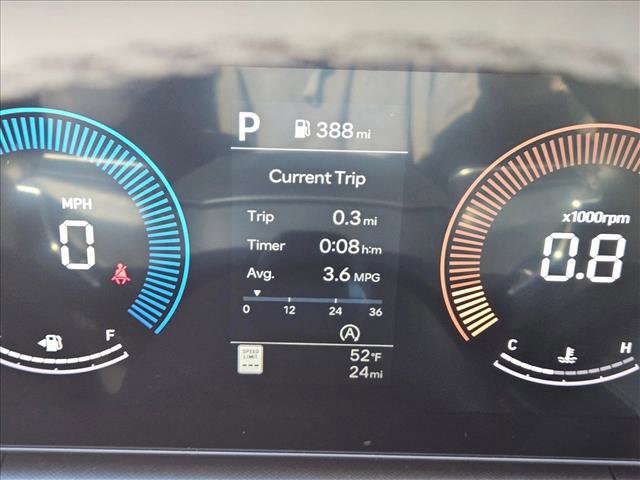 P 388 mi
Current Trip
MPH
Trip 0.3 mi
x1000rpm
0
Timer 0:08 h:m
0.8
Avg. 3.6 MPG
0 12 24 36
A
F
C H
SPEED LIMIT
---
52°F
24 mi